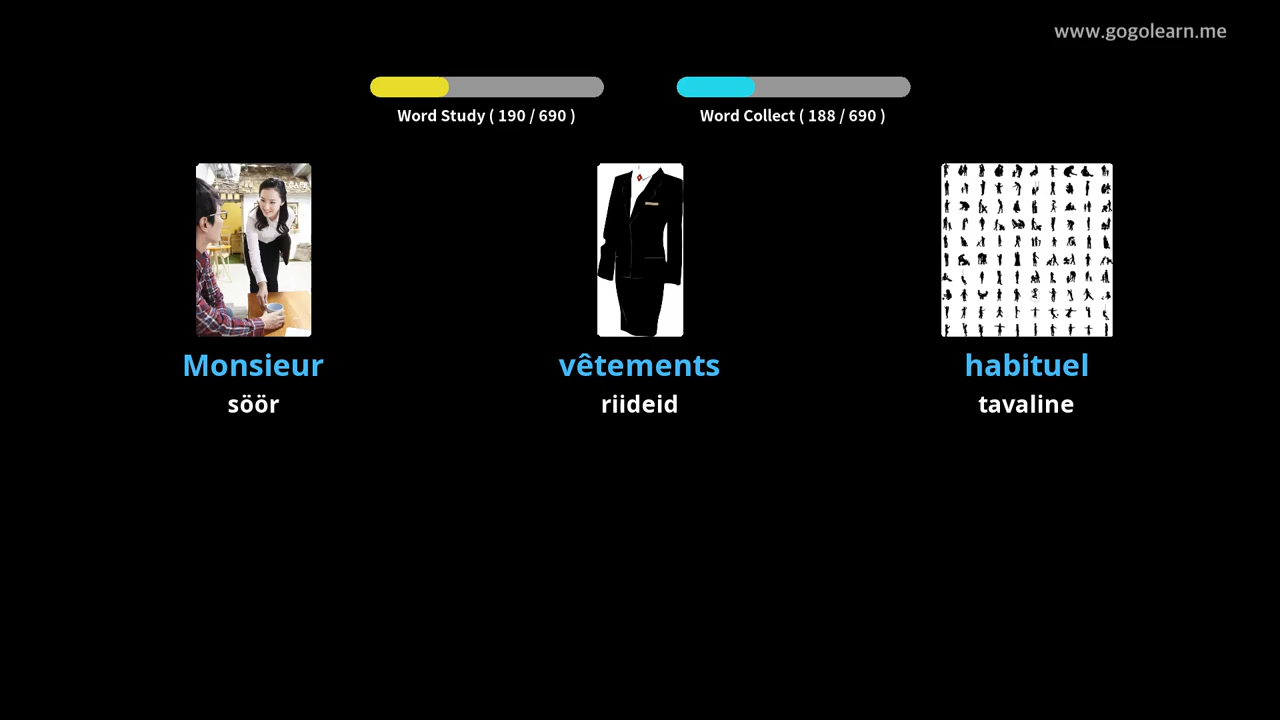 www.gogolearn.me
Word Study ( 190 / 690 )
Word Collect ( 188 / 690 )
Monsieur
söör
vêtements
riideid
habituel
tavaline